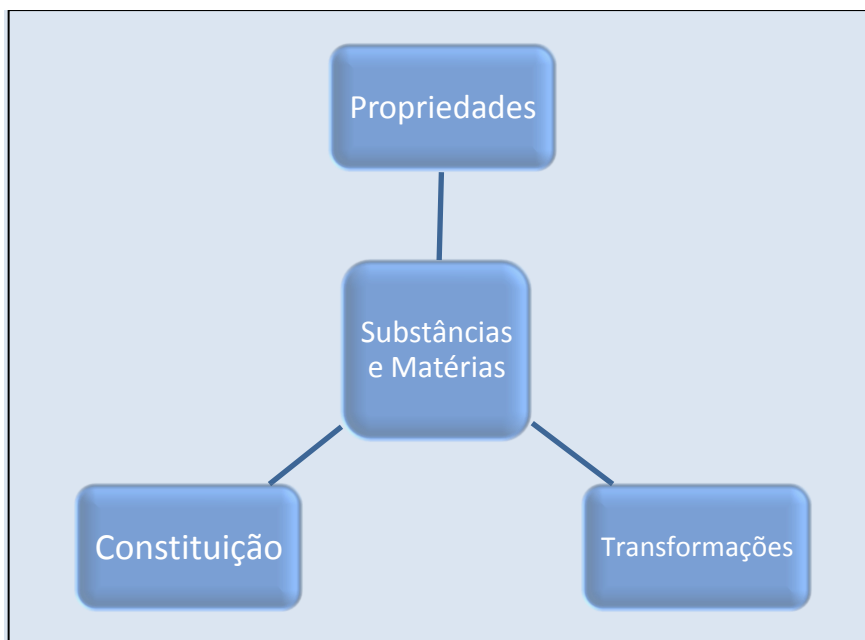 Propriedades
Substâncias
e Matérias
Constituição
Transformações